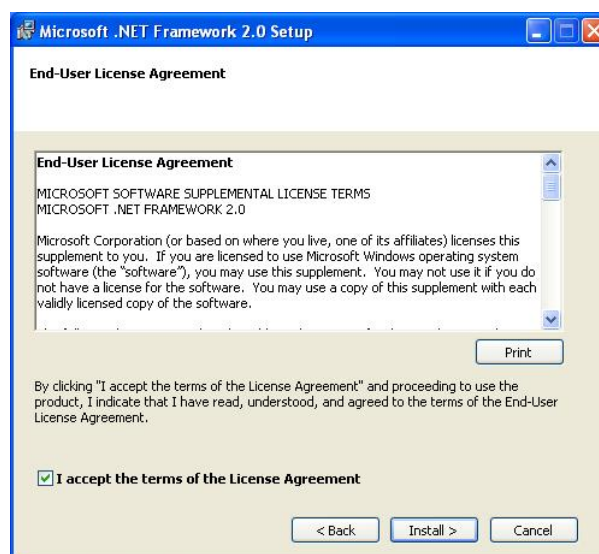 Microsoft .NET Framework 2.0 Setup
End-User License Agreement
End-User License Agreement
MICROSOFT SOFTWARE SUPPLEMENTAL LICENSE TERMS
MICROSOFT .NET FRAMEWORK 2.0
Microsoft Corporation (or based on where you live, one of its affiliates) licenses this
supplement to you. If you are licensed to use Microsoft Windows operating system
software (the “software”), you may use this supplement. You may not use it if you do
not have a license for the software. You may use a copy of this supplement with each
validly licensed copy of the software.
Print
By clicking "I accept the terms of the License Agreement" and proceeding to use the
product, I indicate that I have read, understood, and agreed to the terms of the End-User
License Agreement.
I accept the terms of the License Agreement
< Back
Install >
Cancel